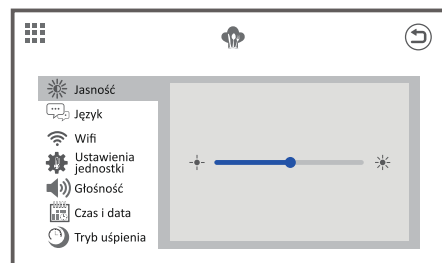 Jasność
Język
Wifi
Ustawienia
jednostki
Głośność
Czas i data
Tryb uśpienia